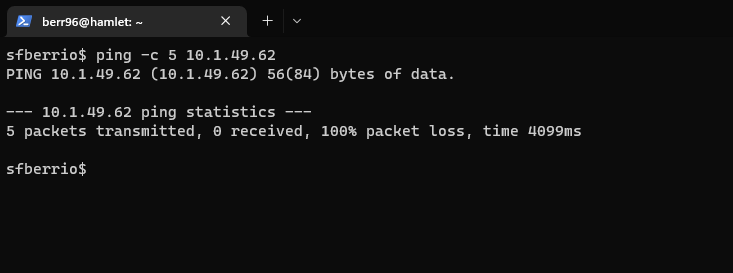 berr96@hamlet: ~
sfberrio$ ping -c 5 10.1.49.62
PING 10.1.49.62 (10.1.49.62) 56(84) bytes of data.
--- 10.1.49.62 ping statistics ---
5 packets transmitted, 0 received, 100% packet loss, time 4099ms
sfberrio$